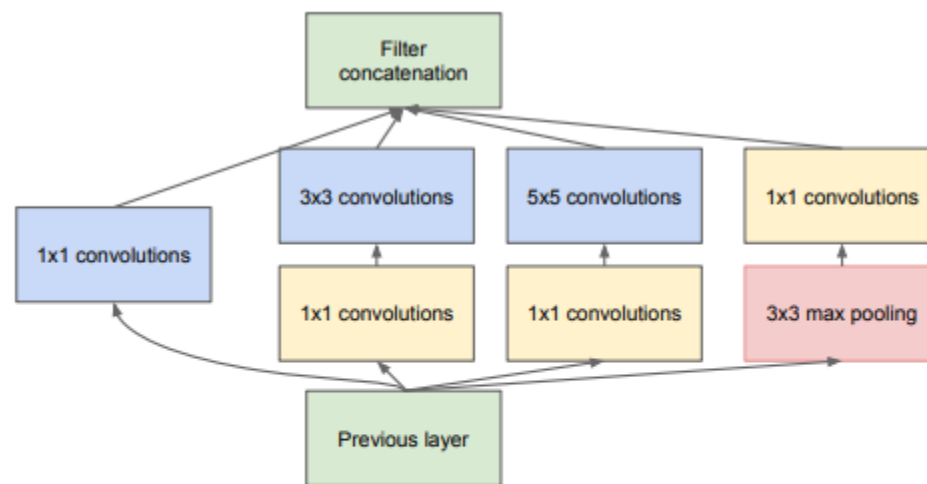 Filter
concatenation
3x3 convolutions
5x5 convolutions
1x1 convolutions
1x1 convolutions
1x1 convolutions
1x1 convolutions
3x3 max pooling
Previous layer